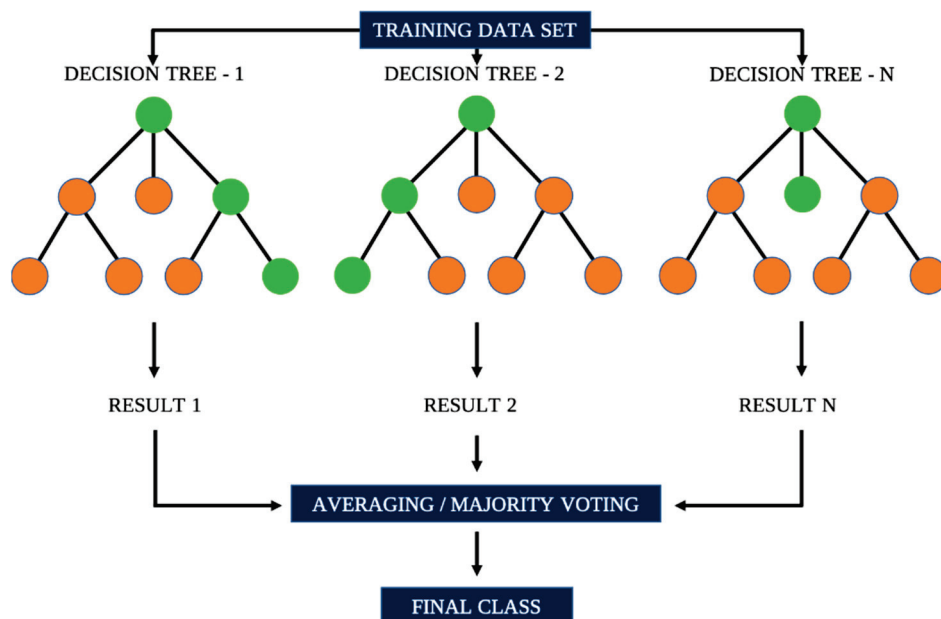 TRAINING DATA SET
DECISION TREE - 1
DECISION TREE - 2
DECISION TREE - N
RESULT 1
RESULT 2
RESULT N
AVERAGING / MAJORITY VOTING
FINAL CLASS